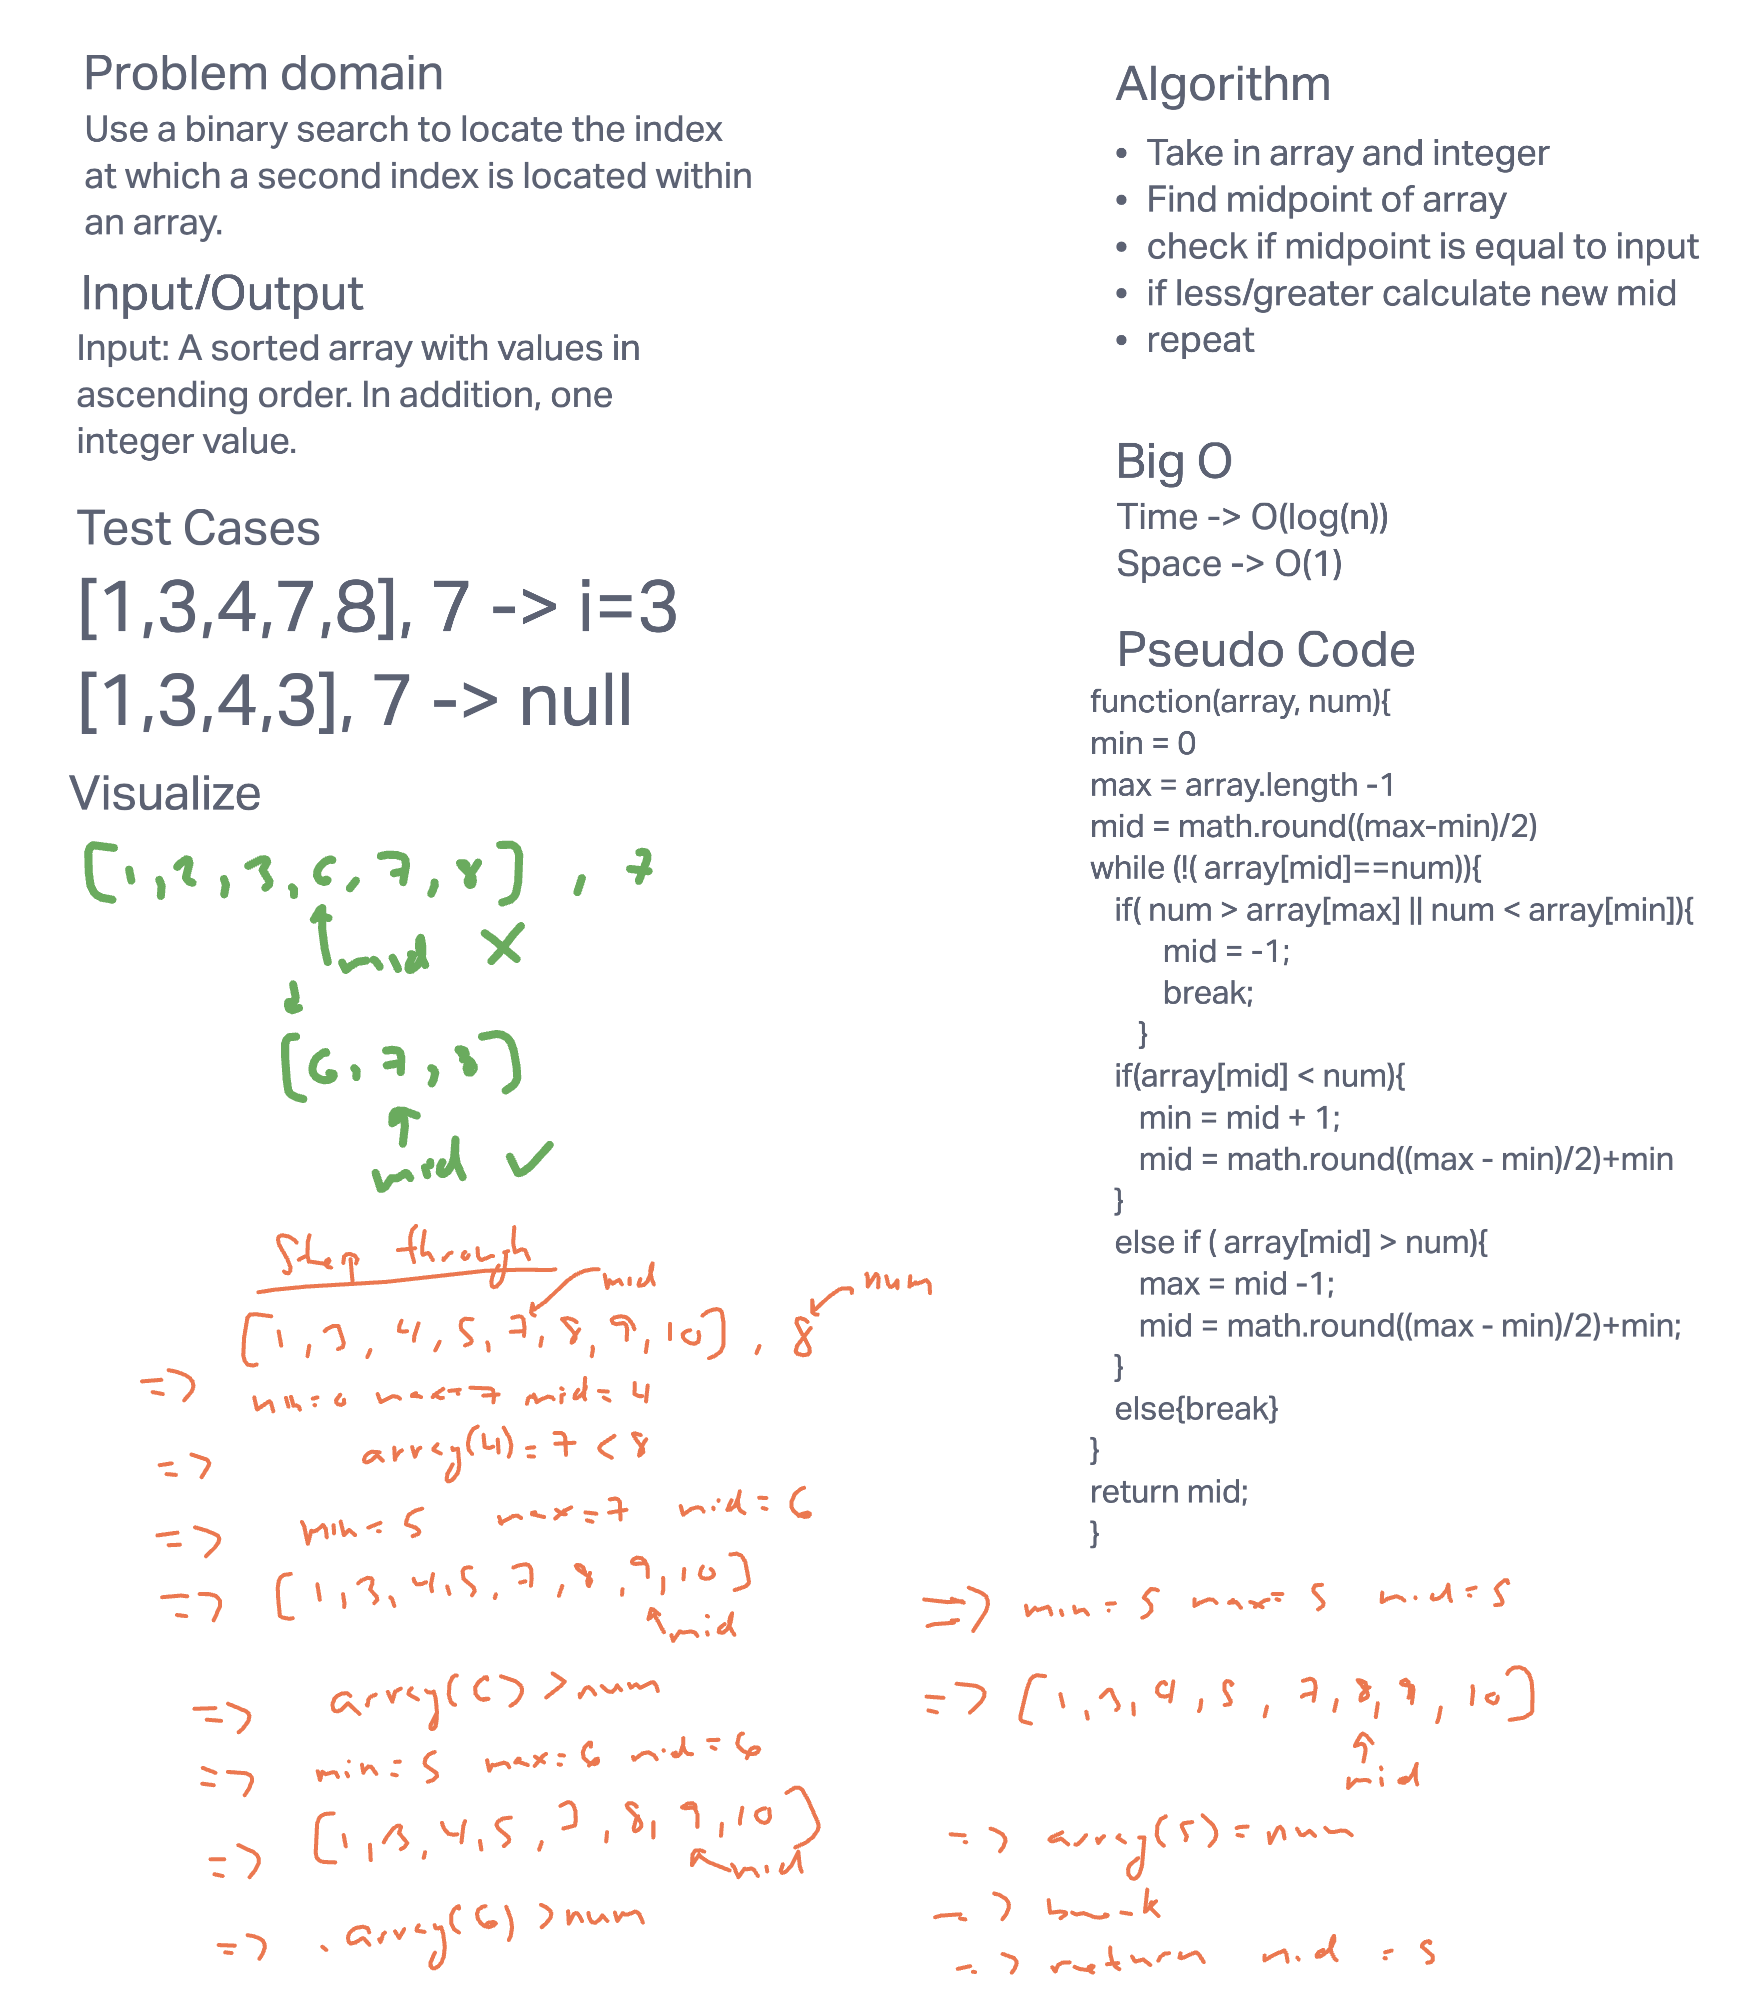 Problem domain
Use a binary search to locate the index
at which a second index is located within
an array.
Input/Output
Input: A sorted array with values in
ascending order. In addition, one
integer value.
Test Cases
[1,3,4,7,8], 7 -> i=3
[1,3,4,3], 7 -> null
Visualize
[1,2,3,6,7,8] , 7
mid X
[6,7,8]
mid ✓
Step through
mid
num
[1,3,4,5,7,8,9,10] , 8
=> min=0 max=7 mid=4
=> array(4)=7<8
=> min=5 max=7 mid=6
=> [1,3,4,5,7,8,9,10]
mid
=> array(6)>num
=> min=5 max=6 mid=6
=> [1,3,4,5,7,8,9,10]
mid
=> array(6)>num
Algorithm
• Take in array and integer
• Find midpoint of array
• check if midpoint is equal to input
• if less/greater calculate new mid
• repeat
Big O
Time -> O(log(n))
Space -> O(1)
Pseudo Code
function(array, num){
min = 0
max = array.length -1
mid = math.round((max-min)/2)
while (!( array[mid]==num)){
if( num > array[max] || num < array[min]){
mid = -1;
break;
}
if(array[mid] < num){
min = mid + 1;
mid = math.round((max - min)/2)+min
}
else if ( array[mid] > num){
max = mid -1;
mid = math.round((max - min)/2)+min;
}
else{break}
}
return mid;
}
=> min=5 max=5 mid=5
=> [1,3,4,5,7,8,9,10]
mid
=> array(5)=num
=> break
=> return mid = 5